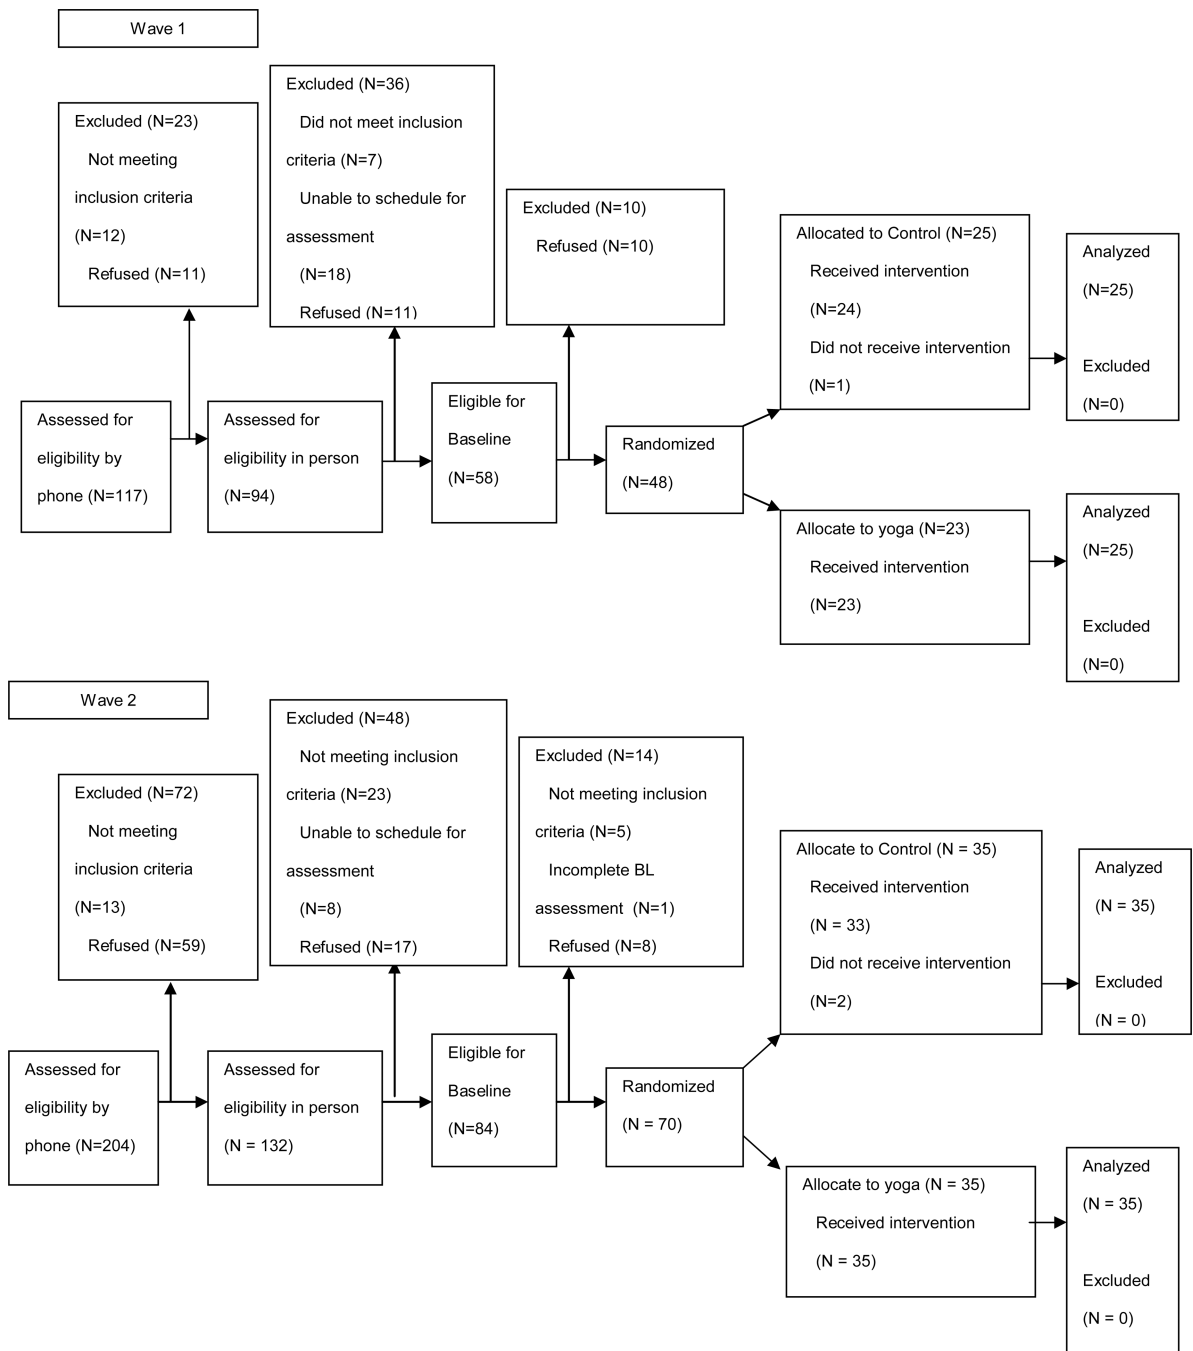 Wave 1
Excluded (N=23)
Not meeting
inclusion criteria
(N=12)
Refused (N=11)
Excluded (N=36)
Did not meet inclusion
criteria (N=7)
Unable to schedule for
assessment
(N=18)
Refused (N=11)
Excluded (N=10)
Refused (N=10)
Assessed for
eligibility by
phone (N=117)
Assessed for
eligibility in person
(N=94)
Eligible for
Baseline
(N=58)
Randomized
(N=48)
Allocated to Control (N=25)
Received intervention
(N=24)
Did not receive intervention
(N=1)
Analyzed
(N=25)
Excluded
(N=0)
Allocate to yoga (N=23)
Received intervention
(N=23)
Analyzed
(N=25)
Excluded
(N=0)
Wave 2
Excluded (N=72)
Not meeting
inclusion criteria
(N=13)
Refused (N=59)
Excluded (N=48)
Not meeting inclusion
criteria (N=23)
Unable to schedule for
assessment
(N=8)
Refused (N=17)
Excluded (N=14)
Not meeting inclusion
criteria (N=5)
Incomplete BL
assessment (N=1)
Refused (N=8)
Assessed for
eligibility by
phone (N=204)
Assessed for
eligibility in person
(N = 132)
Eligible for
Baseline
(N=84)
Randomized
(N = 70)
Allocate to Control (N = 35)
Received intervention
(N = 33)
Did not receive intervention
(N=2)
Analyzed
(N = 35)
Excluded
(N = 0)
Allocate to yoga (N = 35)
Received intervention
(N = 35)
Analyzed
(N = 35)
Excluded
(N = 0)